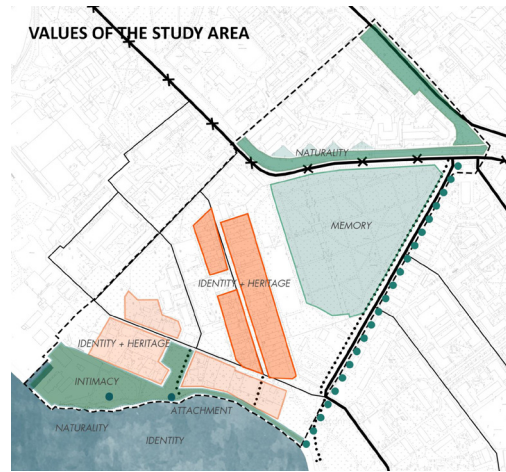 VALUES OF THE STUDY AREA
NATURALITY
MEMORY
IDENTITY + HERITAGE
IDENTITY + HERITAGE
INTIMACY
ATTACHMENT
NATURALITY
IDENTITY